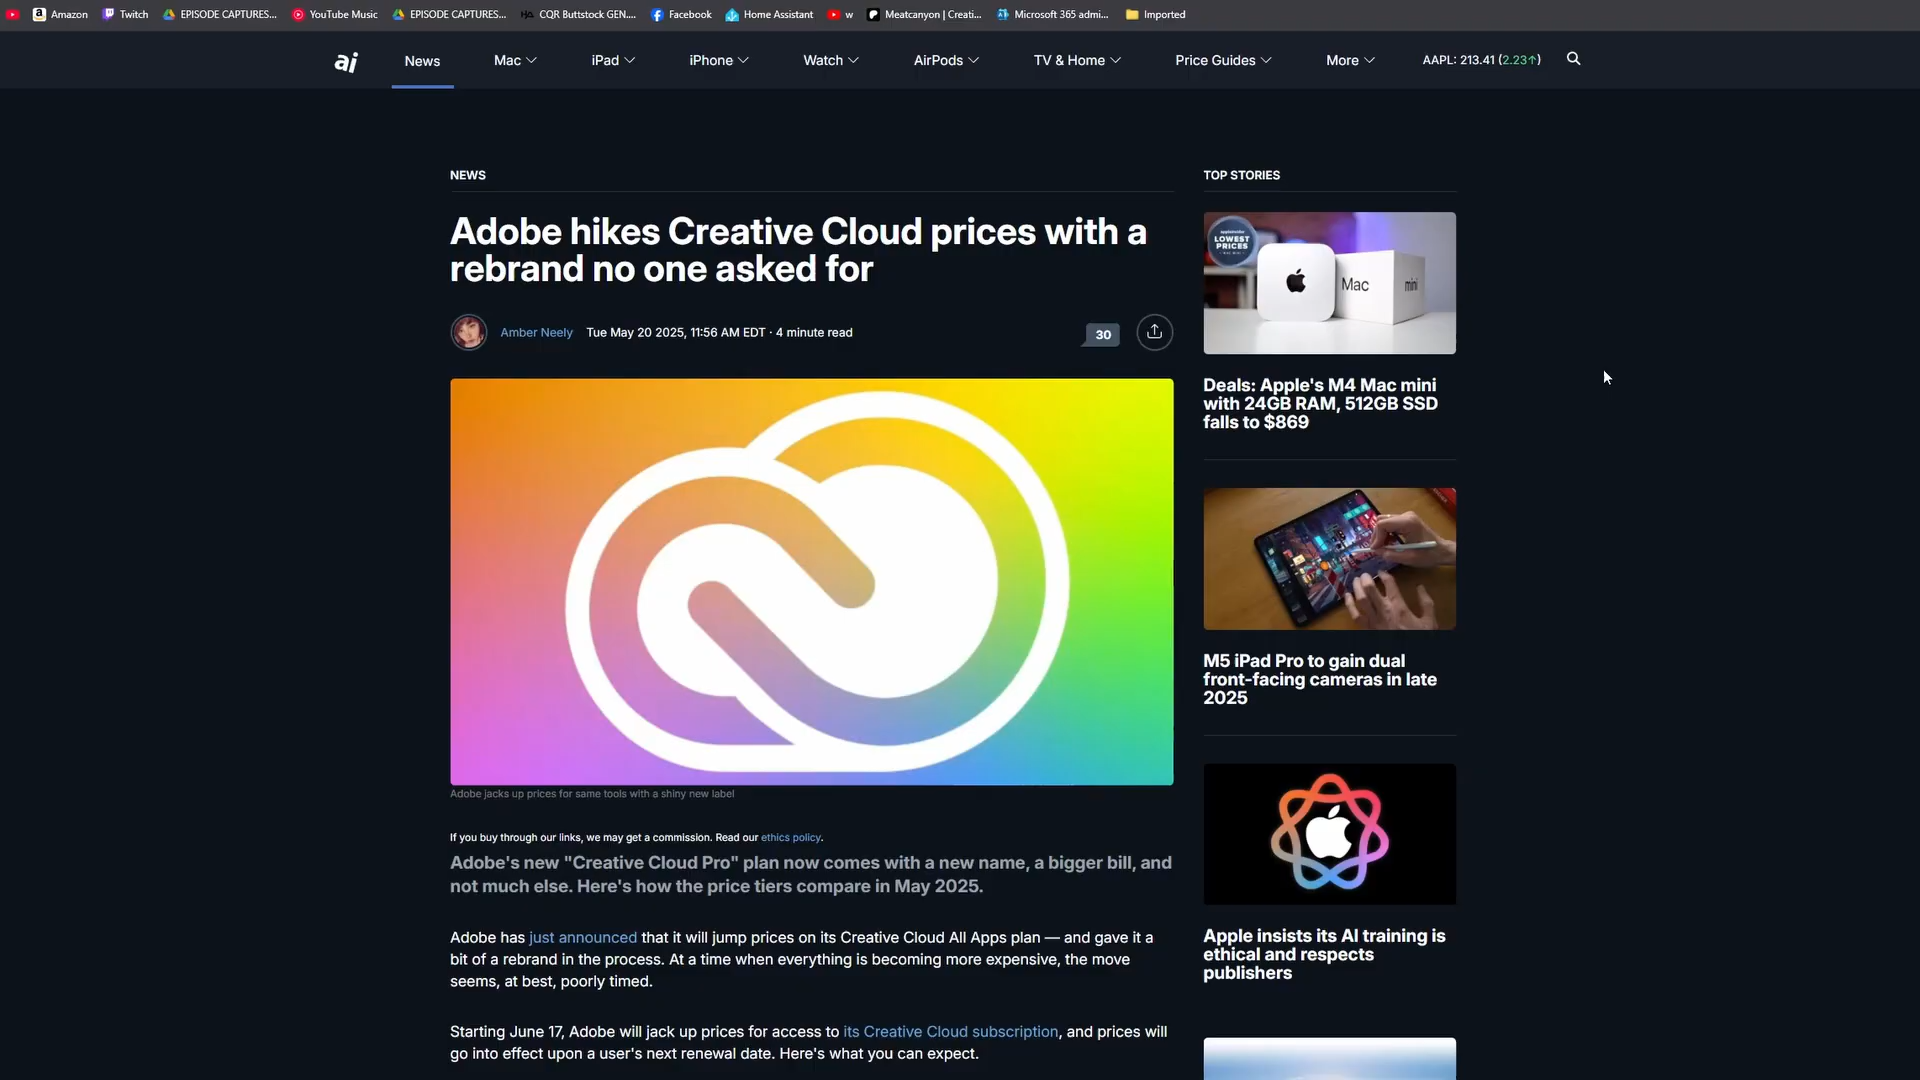 Amazon
Twitch
EPISODE CAPTURES...
YouTube Music
EPISODE CAPTURES...
CQR Buttstock GEN....
Facebook
Home Assistant
w
Meatcanyon | Creati...
Microsoft 365 admi...
Imported
ai
News
Mac
iPad
iPhone
Watch
AirPods
TV & Home
Price Guides
More
AAPL: 213.41 (2.23↑)
NEWS
Adobe hikes Creative Cloud prices with a
rebrand no one asked for
Amber Neely Tue May 20 2025, 11:56 AM EDT · 4 minute read
30
Adobe jacks up prices for same tools with a shiny new label
If you buy through our links, we may get a commission. Read our ethics policy.
Adobe's new "Creative Cloud Pro" plan now comes with a new name, a bigger bill, and
not much else. Here's how the price tiers compare in May 2025.
Adobe has just announced that it will jump prices on its Creative Cloud All Apps plan — and gave it a
bit of a rebrand in the process. At a time when everything is becoming more expensive, the move
seems, at best, poorly timed.
Starting June 17, Adobe will jack up prices for access to its Creative Cloud subscription, and prices will
go into effect upon a user's next renewal date. Here's what you can expect.
TOP STORIES
LOWEST
PRICES
Mac
mini
Deals: Apple's M4 Mac mini
with 24GB RAM, 512GB SSD
falls to $869
M5 iPad Pro to gain dual
front-facing cameras in late
2025
Apple insists its AI training is
ethical and respects
publishers